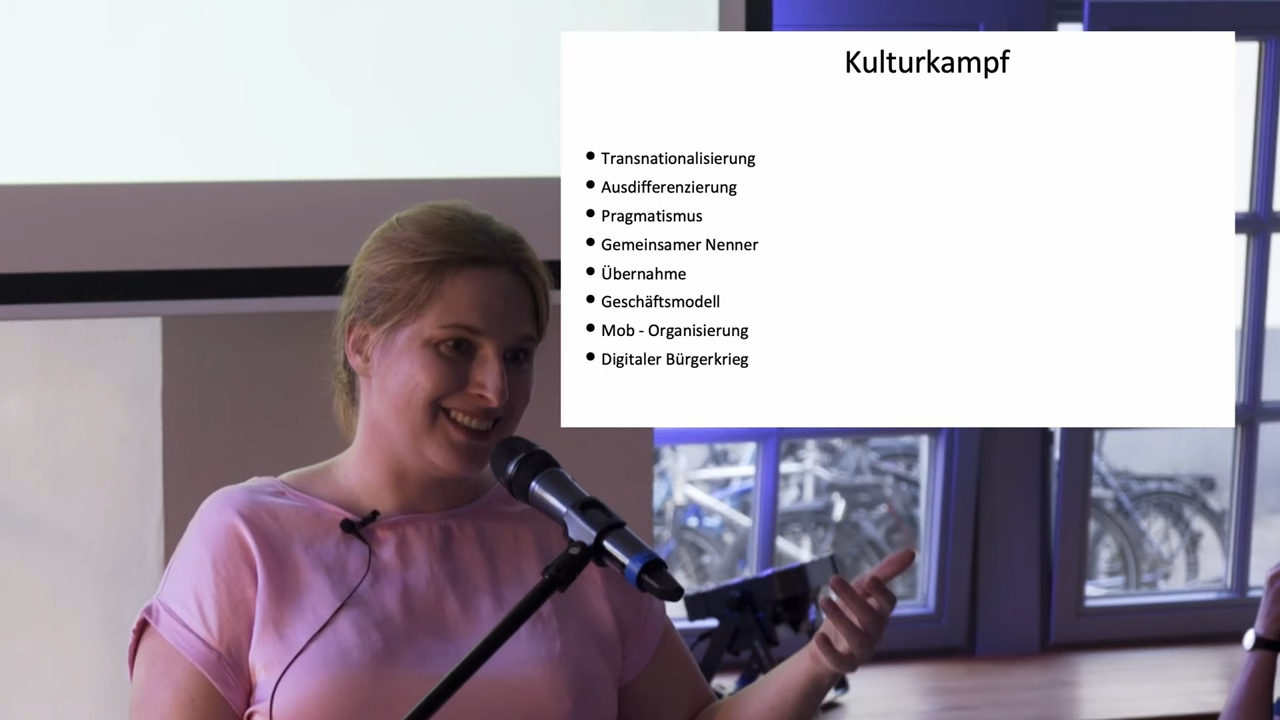 Kulturkampf
• Transnationalisierung
• Ausdifferenzierung
• Pragmatismus
• Gemeinsamer Nenner
• Übernahme
• Geschäftsmodell
• Mob - Organisierung
• Digitaler Bürgerkrieg